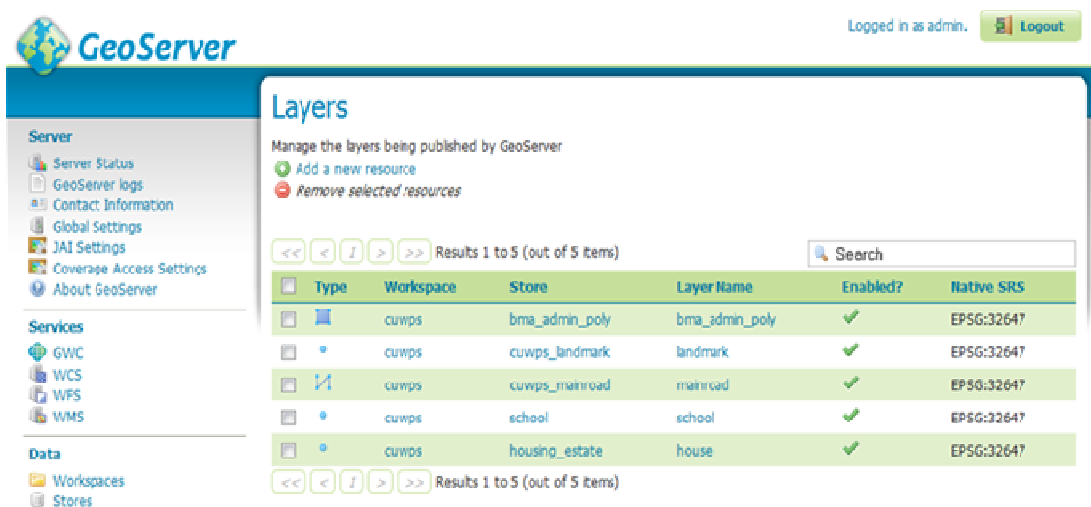 GeoServer
Logged in as admin. Logout
Server
Server Status
GeoServer logs
Contact Information
Global Settings
JAI Settings
Coverage Access Settings
About GeoServer
Services
GWC
WCS
WFS
WMS
Data
Workspaces
Stores
Layers
Manage the layers being published by GeoServer
Add a new resource
Remove selected resources
<< < 1 > >> Results 1 to 5 (out of 5 items) Search
Type Workspace Store Layer Name Enabled? Native SRS
cuwps bma_admin_poly bma_admin_poly EPSG:32647
cuwps cuwps_landmark landmark EPSG:32647
cuwps cuwps_mainroad mainroad EPSG:32647
cuwps school school EPSG:32647
cuwps housing_estate house EPSG:32647
<< < 1 > >> Results 1 to 5 (out of 5 items)